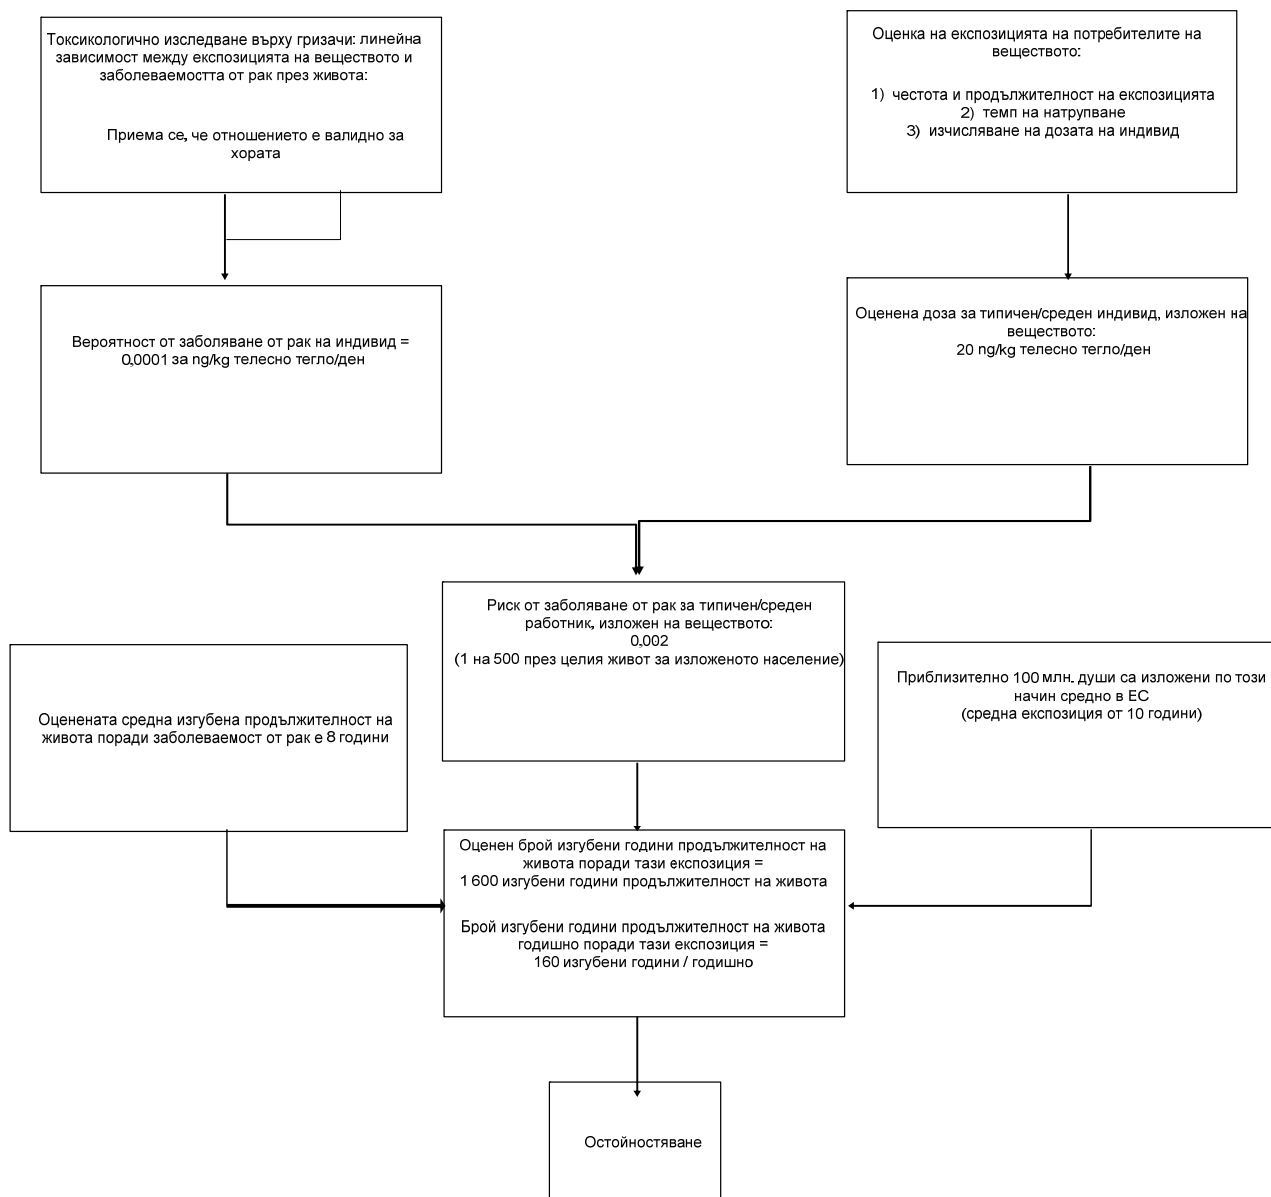 Токсикологично изследване върху гризачи: линейна
зависимост между експозицията на веществото и
заболеваемостта от рак през живота:
Приема се, че отношението е валидно за
хората
Оценка на експозицията на потребителите на
веществото:
1) честота и продължителност на експозицията
2) темп на натрупване
3) изчисляване на дозата на индивид
Вероятност от заболяване от рак на индивид =
0,0001 за ng/kg телесно тегло/ден
Оценена доза за типичен/среден индивид, изложен на
веществото:
20 ng/kg телесно тегло/ден
Риск от заболяване от рак за типичен/среден
работник, изложен на веществото:
0,002
(1 на 500 през целия живот за изложеното население)
Оценената средна изгубена продължителност на
живота поради заболеваемост от рак е 8 години
Приблизително 100 млн. души са изложени по този
начин средно в ЕС
(средна експозиция от 10 години)
Оценен брой изгубени години продължителност на
живота поради тази експозиция =
1 600 изгубени години продължителност на живота
Брой изгубени години продължителност на живота
годишно поради тази експозиция =
160 изгубени години / годишно
Остойностяване